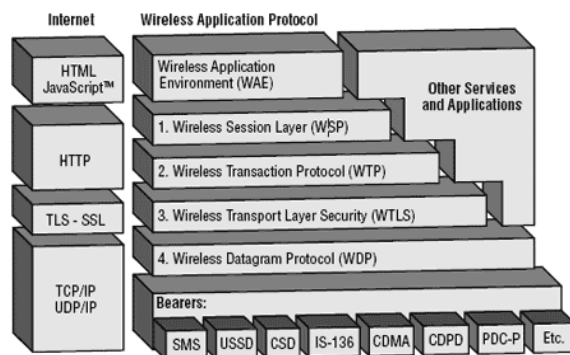 Internet
Wireless Application Protocol
HTML
JavaScript™
HTTP
TLS - SSL
TCP/IP
UDP/IP
Wireless Application
Environment (WAE)
1. Wireless Session Layer (WSP)
2. Wireless Transaction Protocol (WTP)
3. Wireless Transport Layer Security (WTLS)
4. Wireless Datagram Protocol (WDP)
Bearers:
SMS
USSD
CSD
IS-136
CDMA
CDPD
PDC-P
Etc.
Other Services
and Applications